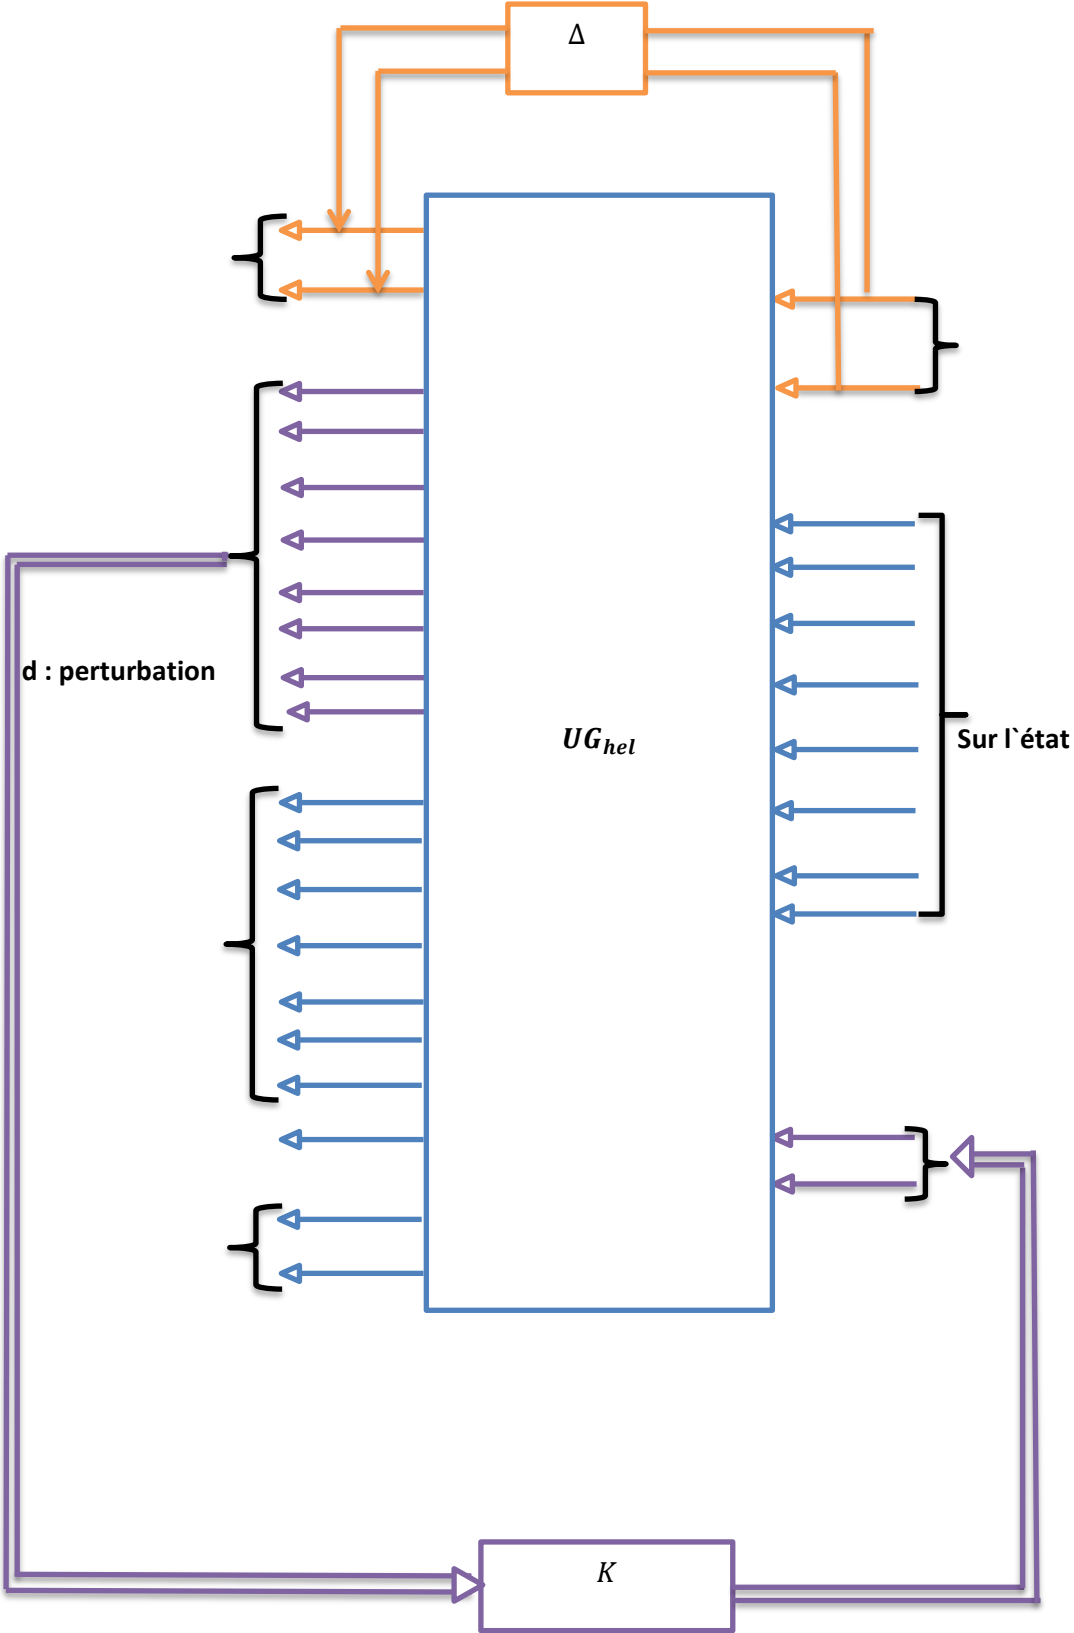 Δ
d : perturbation
UG_hel
Sur l`état
K